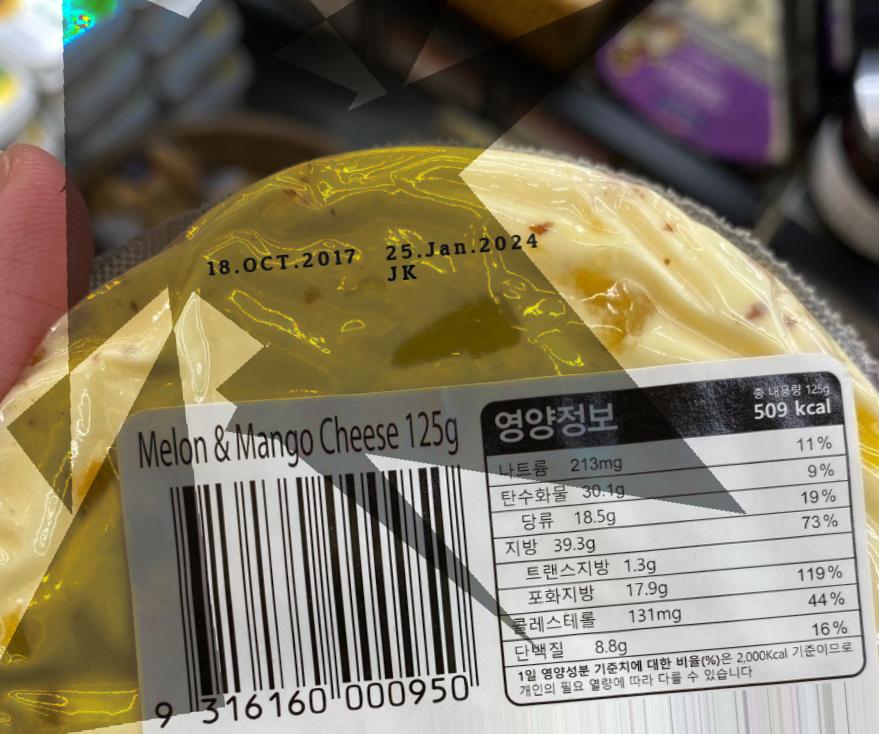 18.OCT.2017 25.Jan.2024
JK
Melon & Mango Cheese 125g
9 316160 000950
영양정보 총 내용량 125g
509 kcal
나트륨 213mg 11%
탄수화물 30.1g 9%
당류 18.5g 19%
지방 39.3g 73%
트랜스지방 1.3g
포화지방 17.9g 119%
콜레스테롤 131mg 44%
단백질 8.8g 16%
1일 영양성분 기준치에 대한 비율(%)은 2,000Kcal 기준이므로
개인의 필요 열량에 따라 다를 수 있습니다